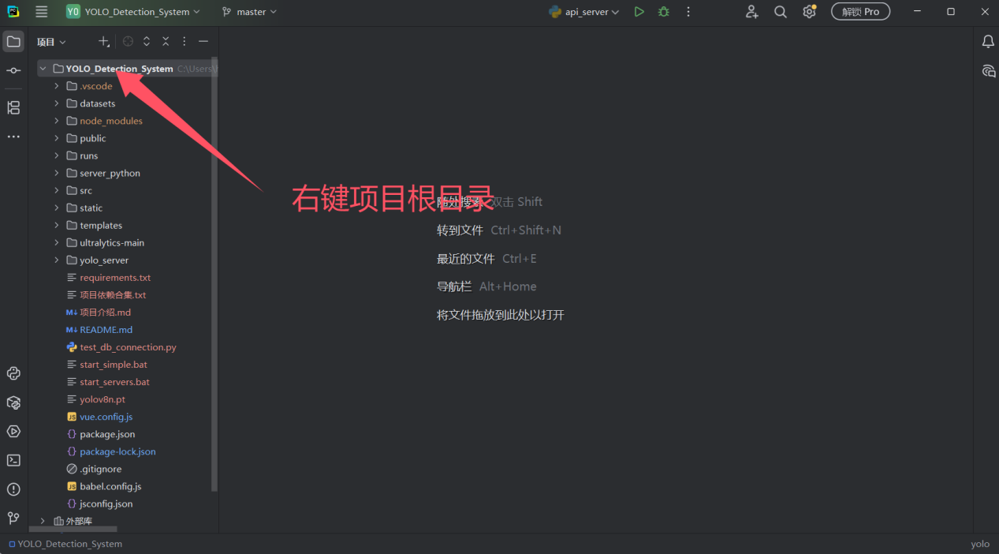 YO YOLO_Detection_System
master
api_server
解锁 Pro
项目
YOLO_Detection_System C:\Users\
.vscode
datasets
node_modules
public
runs
server_python
src
static
templates
ultralytics-main
yolo_server
requirements.txt
项目依赖合集.txt
M↓ 项目介绍.md
M↓ README.md
test_db_connection.py
start_simple.bat
start_servers.bat
yolov8n.pt
JS vue.config.js
{} package.json
{} package-lock.json
.gitignore
JS babel.config.js
{} jsconfig.json
外部库
右键项目根目录
随处搜索 双击 Shift
转到文件 Ctrl+Shift+N
最近的文件 Ctrl+E
导航栏 Alt+Home
将文件拖放到此处以打开
YOLO_Detection_System
yolo